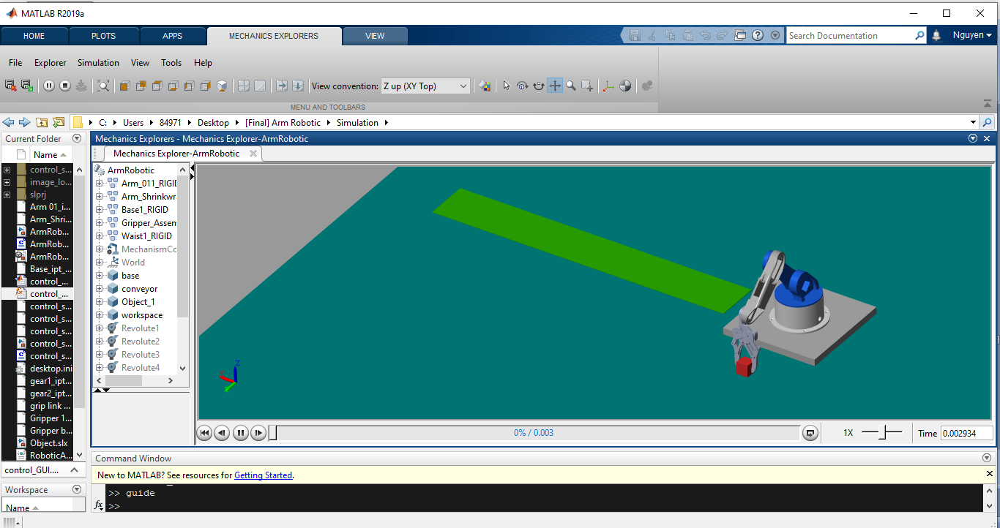 MATLAB R2019a
HOME PLOTS APPS MECHANICS EXPLORERS VIEW
Search Documentation
Nguyen
File Explorer Simulation View Tools Help
View convention: Z up (XY Top)
MENU AND TOOLBARS
C: Users 84971 Desktop [Final] Arm Robotic Simulation
Current Folder
Name
control_s...
image_lo...
slprj
Arm 01_i...
Arm_Shri...
ArmRob...
ArmRob...
ArmRob...
Base_ipt_...
control_...
control_...
control_s...
control_s...
control_s...
control_s...
control_s...
desktop.ini
gear1_ipt...
gear2_ipt...
grip link ...
Gripper 1...
Gripper b...
Object.slx
RoboticA...
control_GUI....
Workspace
Name
Mechanics Explorers - Mechanics Explorer-ArmRobotic
Mechanics Explorer-ArmRobotic
ArmRobotic
Arm_011_RIGI
Arm_Shrinkwr
Base1_RIGID
Gripper_Assem
Waist1_RIGID
MechanismCo
World
base
conveyor
Object_1
workspace
Revolute1
Revolute2
Revolute3
Revolute4
Z
0% / 0.003
1X
Time 0.002934
Command Window
New to MATLAB? See resources for Getting Started.
>> guide
fx >>